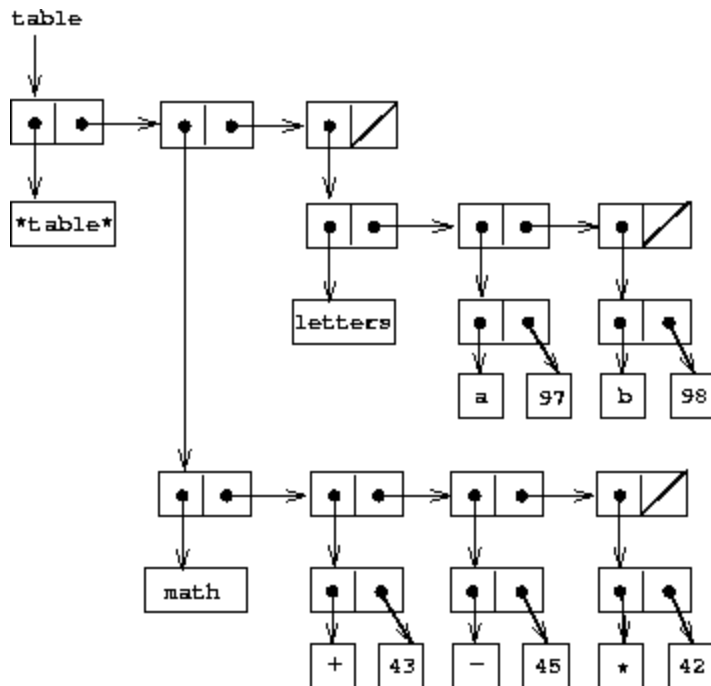 table
*table*
letters
a 97 b 98
math
+ 43 - 45 * 42